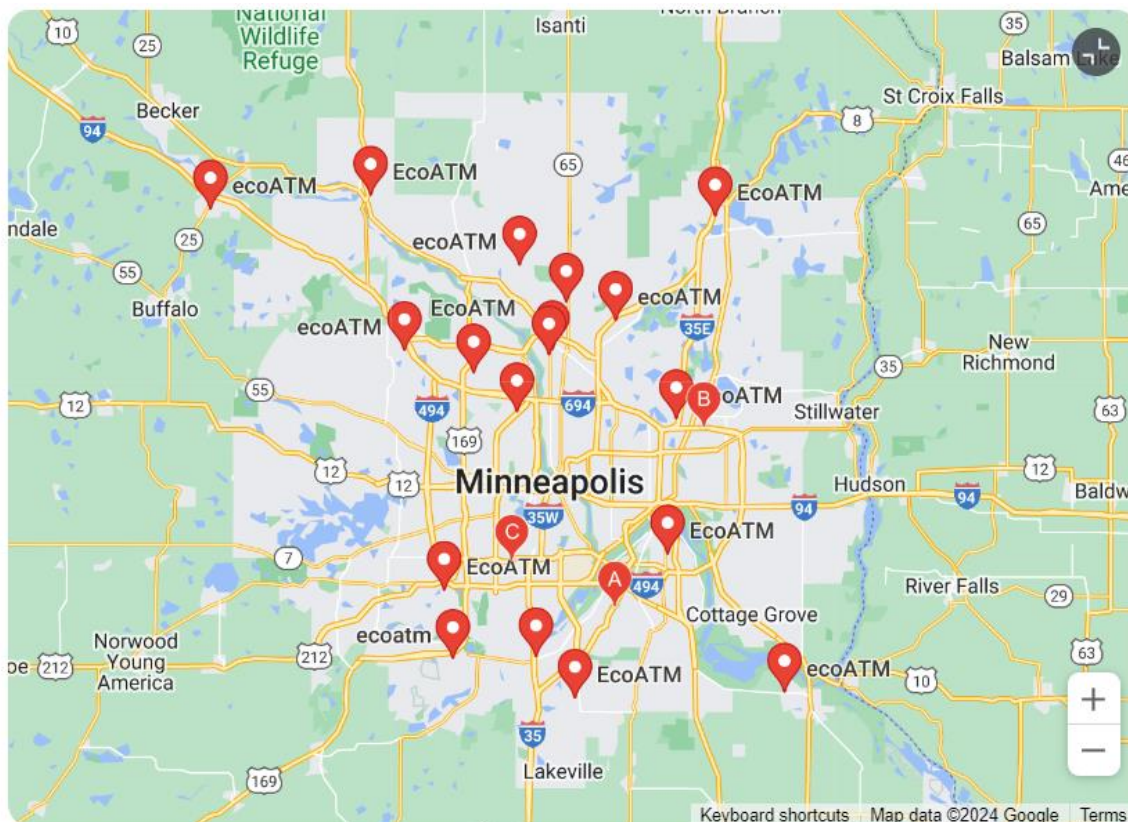 National
Wildlife
Refuge
Isanti
North Branch
35
10
25
Balsam Lake
Becker
St Croix Falls
94
8
65
46
EcoATM
ecoATM
EcoATM
25
ecoATM
65
55
Buffalo
EcoATM
ecoATM
ecoATM
35E
New
Richmond
35
55
12
B
Stillwater
63
494
694
169
12
12
Minneapolis
12
Hudson
94
94
35W
C
EcoATM
7
EcoATM
A
494
River Falls
29
Cottage Grove
Norwood
Young
America
ecoatm
212
212
63
EcoATM
ecoATM
10
35
Lakeville
169
+
−
Keyboard shortcuts
Map data ©2024 Google
Terms